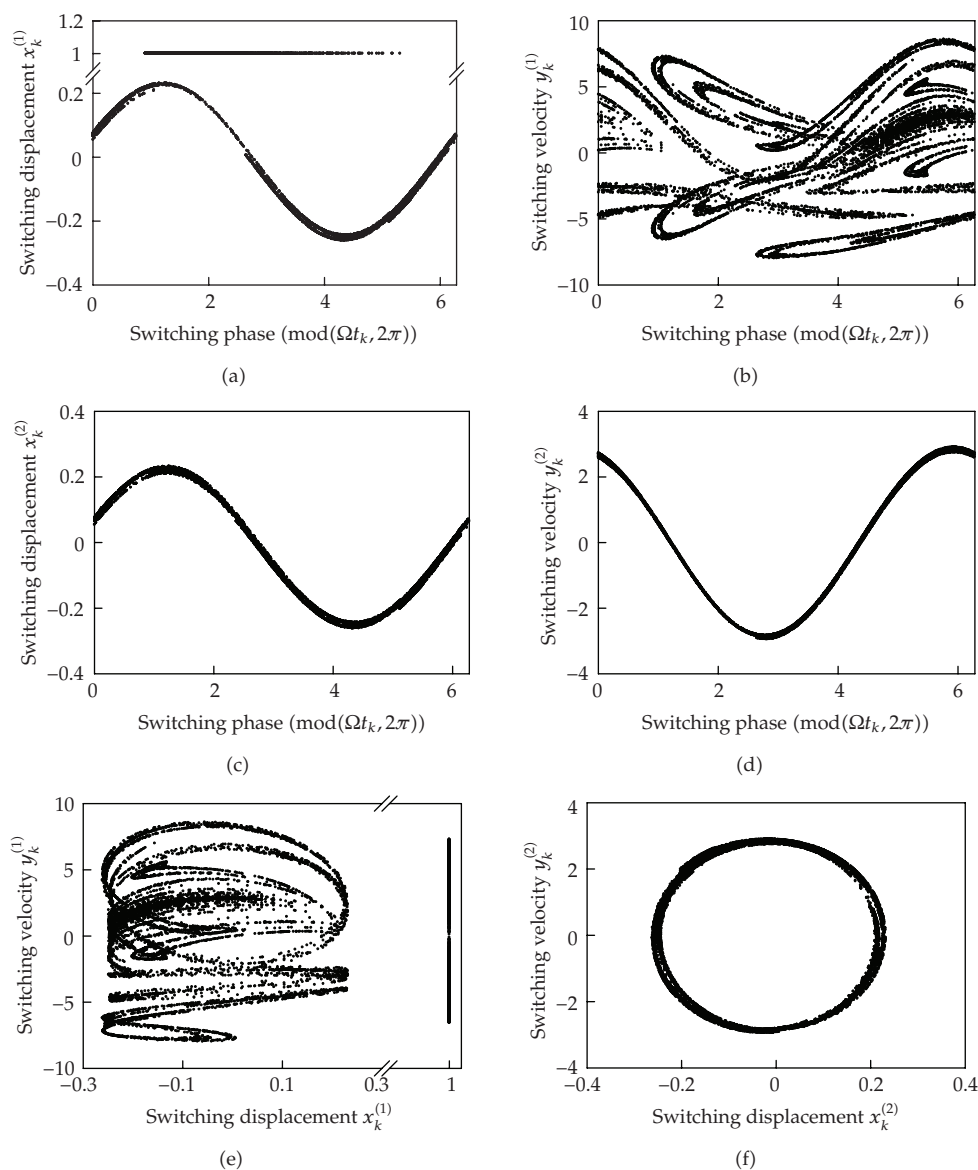 1.2
1
0.2
0
−0.2
−0.4
0 2 4 6
Switching displacement x_k^{(1)}
Switching phase (mod(Ωt_k, 2π))
(a)
10
5
0
−5
−10
0 2 4 6
Switching velocity y_k^{(1)}
Switching phase (mod(Ωt_k, 2π))
(b)
0.4
0.2
0
−0.2
−0.4
0 2 4 6
Switching displacement x_k^{(2)}
Switching phase (mod(Ωt_k, 2π))
(c)
4
2
0
−2
−4
0 2 4 6
Switching velocity y_k^{(2)}
Switching phase (mod(Ωt_k, 2π))
(d)
10
5
0
−5
−10
−0.3 −0.1 0.1 0.3 1
Switching velocity y_k^{(1)}
Switching displacement x_k^{(1)}
(e)
4
2
0
−2
−4
−0.4 −0.2 0 0.2 0.4
Switching velocity y_k^{(2)}
Switching displacement x_k^{(2)}
(f)